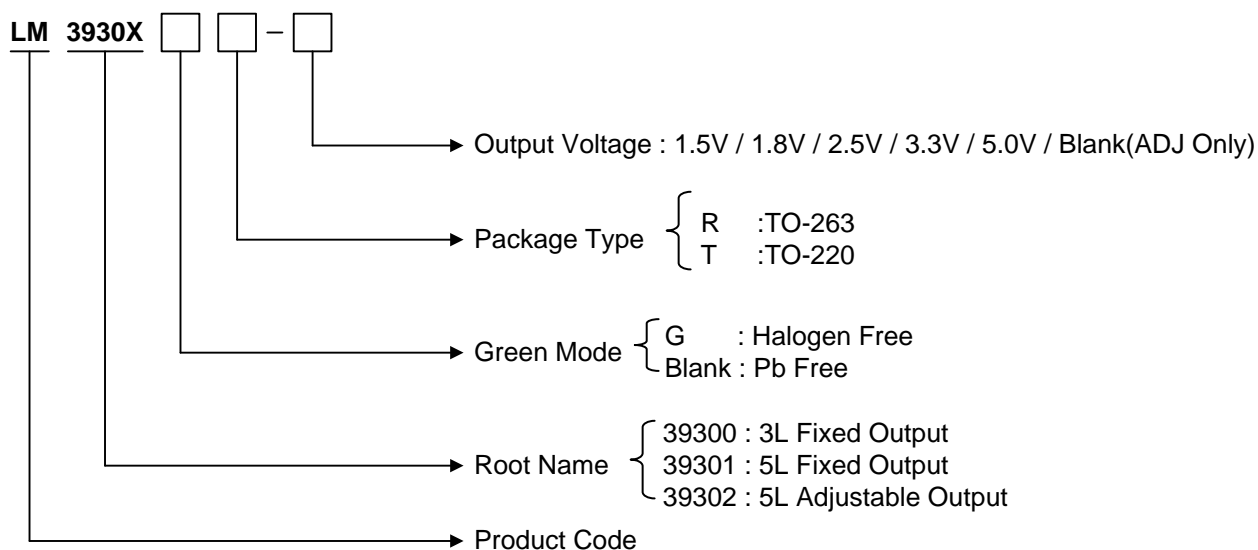 LM 3930X –
Output Voltage : 1.5V / 1.8V / 2.5V / 3.3V / 5.0V / Blank(ADJ Only)
Package Type
R :TO-263
T :TO-220
Green Mode
G : Halogen Free
Blank : Pb Free
Root Name
39300 : 3L Fixed Output
39301 : 5L Fixed Output
39302 : 5L Adjustable Output
Product Code